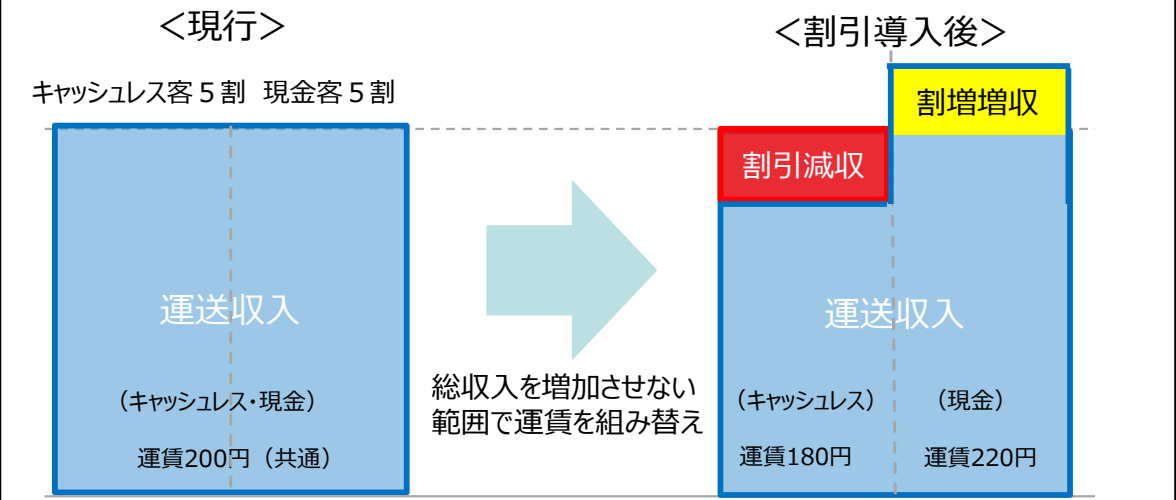 ＜現行＞
キャッシュレス客５割 現金客５割
運送収入
（キャッシュレス・現金）
運賃200円（共通）
総収入を増加させない
範囲で運賃を組み替え
＜割引導入後＞
割引減収
割増増収
運送収入
（キャッシュレス）
（現金）
運賃180円
運賃220円